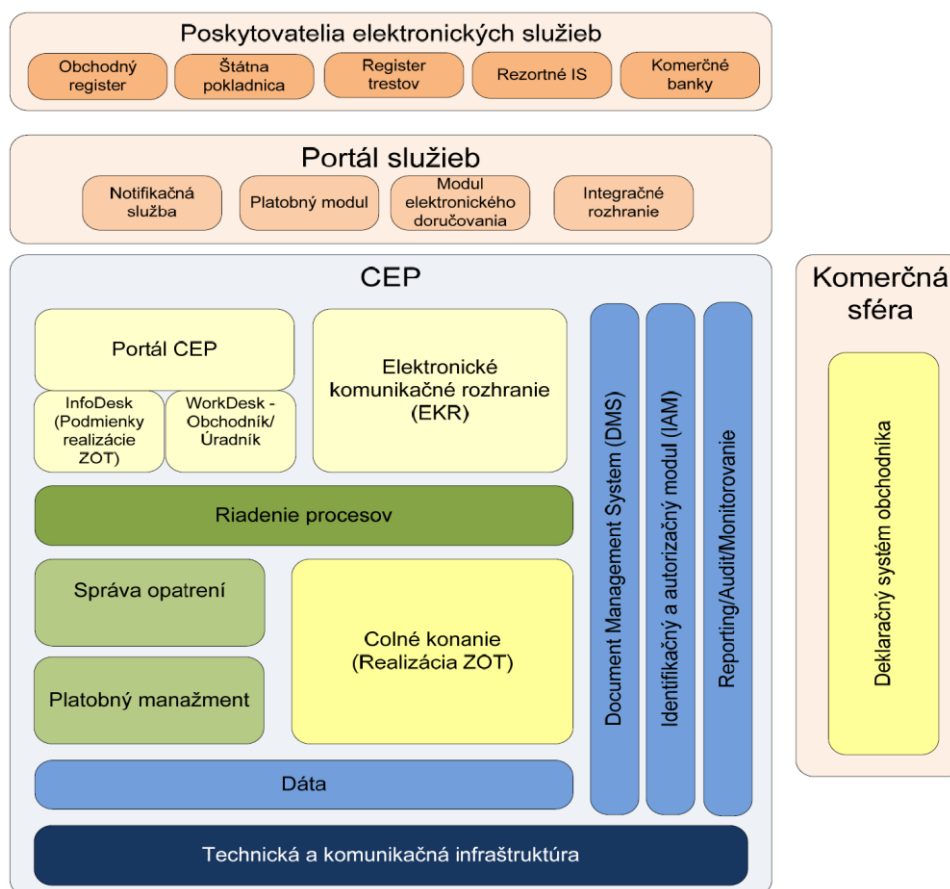 Poskytovatelia elektronických služieb
Obchodný
register
Štátna
pokladnica
Register
trestov
Rezortné IS
Komerčné
banky
Portál služieb
Notifikačná
služba
Platobný modul
Modul
elektronického
doručovania
Integračné
rozhranie
CEP
Portál CEP
InfoDesk
(Podmienky
realizácie
ZOT)
WorkDesk -
Obchodník/
Úradník
Elektronické
komunikačné rozhranie
(EKR)
Riadenie procesov
Správa opatrení
Platobný manažment
Colné konanie
(Realizácia ZOT)
Dáta
Technická a komunikačná infraštruktúra
Document Management System (DMS)
Identifikačný a autorizačný modul (IAM)
Reporting/Audit/Monitorovanie
Komerčná
sféra
Deklaračný systém obchodníka